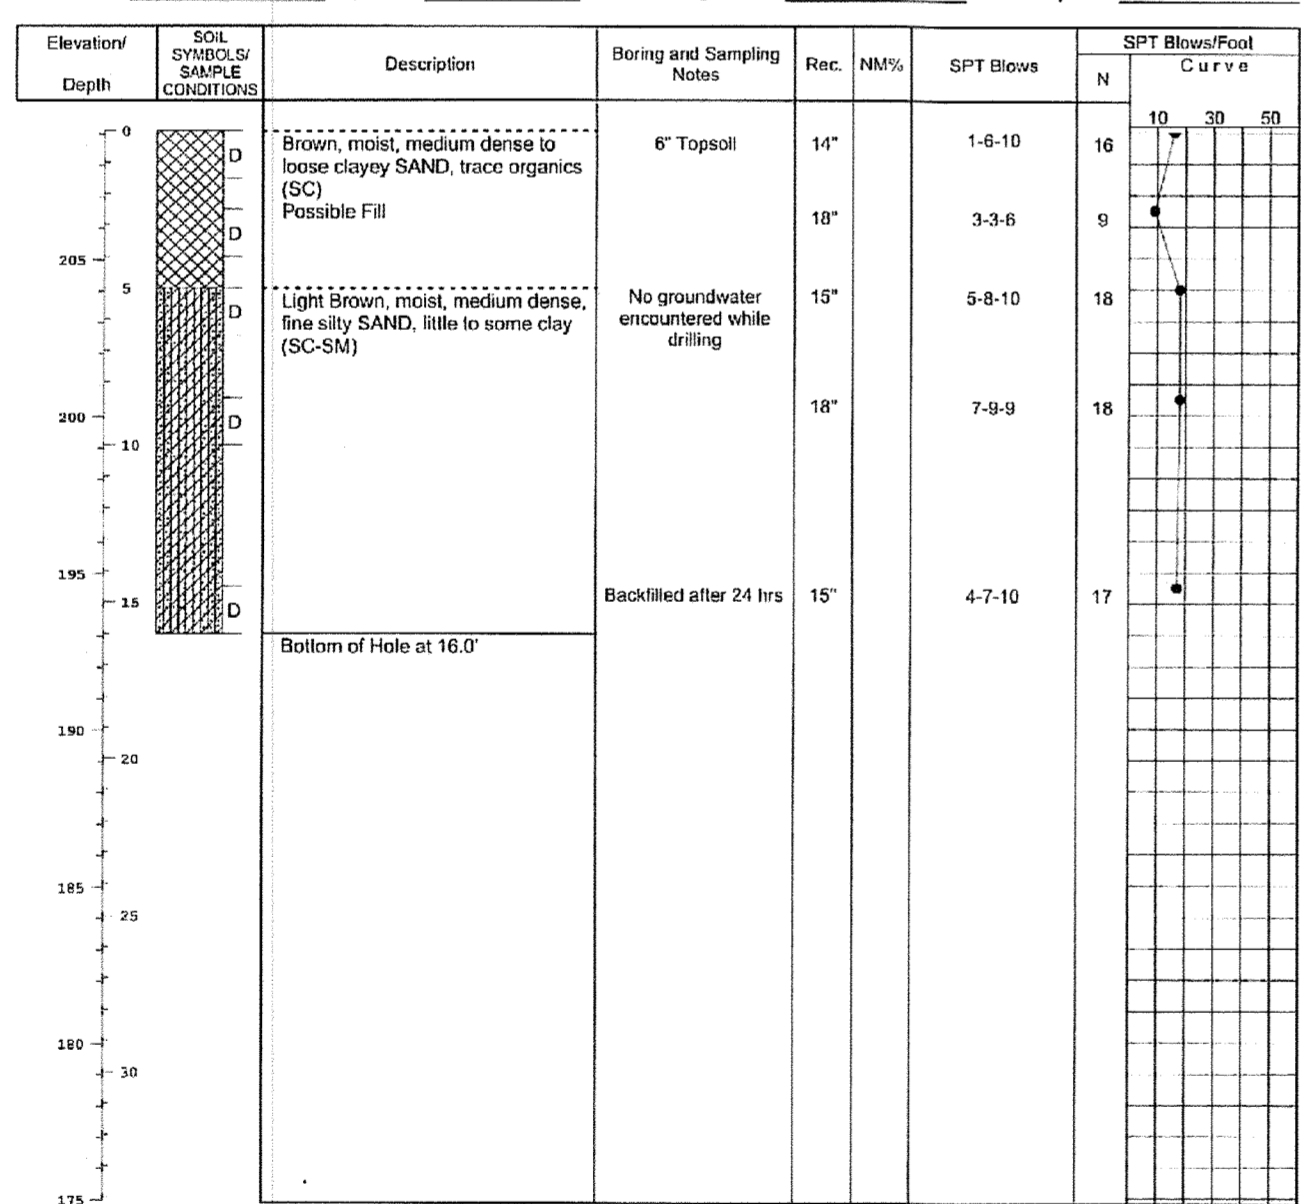 Elevation/
Depth
SOIL
SYMBOLS/
SAMPLE
CONDITIONS
Description
Boring and Sampling
Notes
Rec.
NM%
SPT Blows
SPT Blows/Foot
N
Curve
10 30 50
0
D
Brown, moist, medium dense to
loose clayey SAND, trace organics
(SC)
Possible Fill
6" Topsoil
14"
1-6-10
16
D
18"
3-3-6
9
205
5
D
Light Brown, moist, medium dense,
fine silty SAND, little to some clay
(SC-SM)
No groundwater
encountered while
drilling
15"
5-8-10
18
D
18"
7-9-9
18
200
10
195
15
D
Backfilled after 24 hrs
15"
4-7-10
17
Bottom of Hole at 16.0'
190
20
185
25
180
30
175